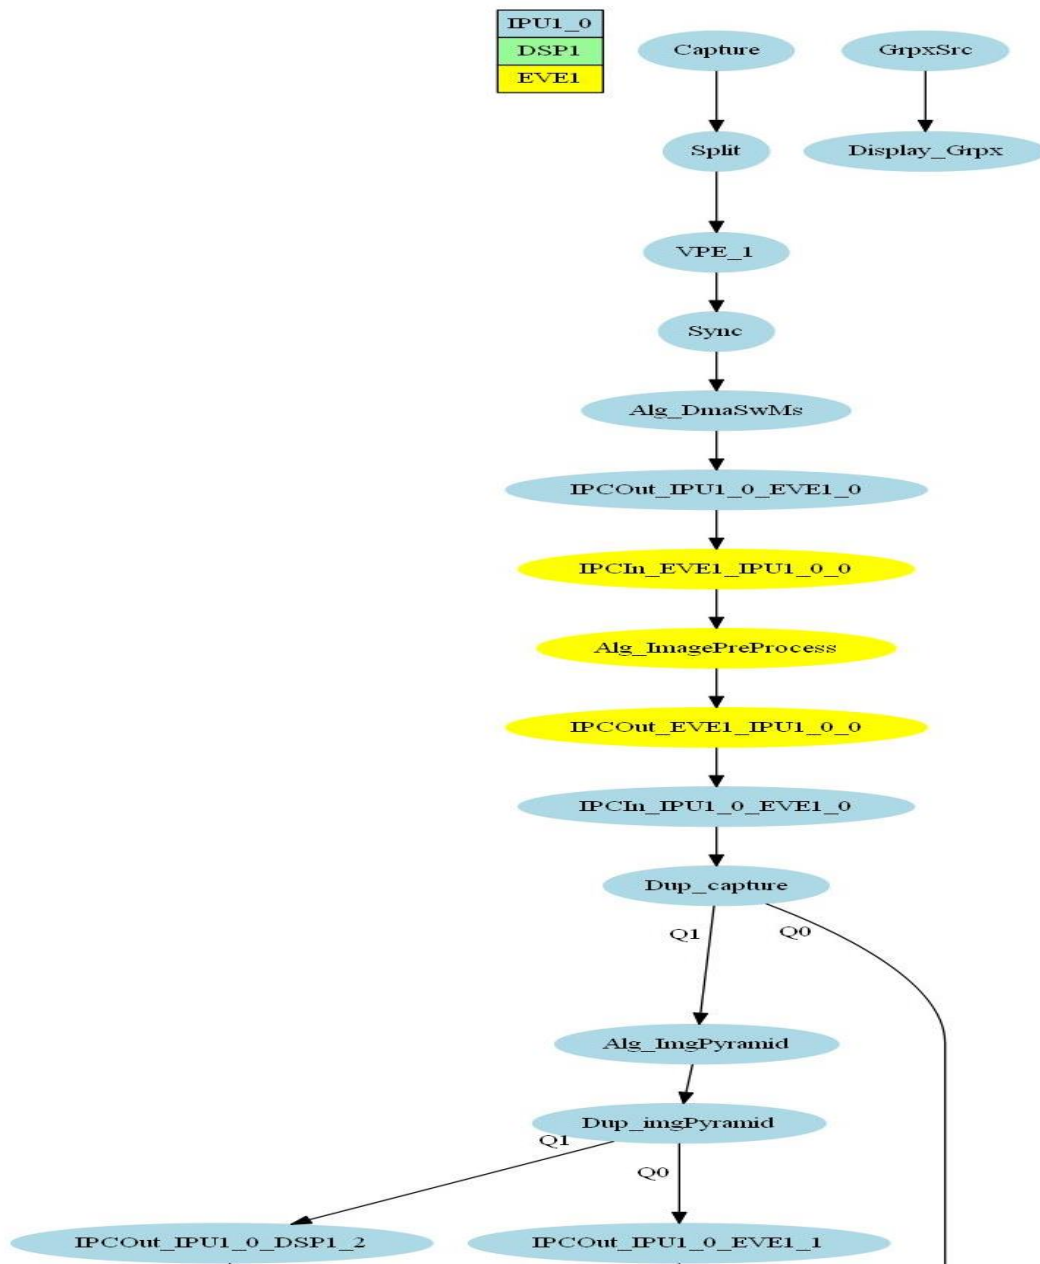 IPU1_0
DSP1
EVE1
Capture
GrpxSrc
Split
Display_Grpx
VPE_1
Sync
Alg_DmaSwMs
IPCOut_IPU1_0_EVE1_0
IPCIn_EVE1_IPU1_0_0
Alg_ImagePreProcess
IPCOut_EVE1_IPU1_0_0
IPCIn_IPU1_0_EVE1_0
Dup_capture
Q1
Q0
Alg_ImgPyramid
Dup_imgPyramid
Q1
Q0
IPCOut_IPU1_0_DSP1_2
IPCOut_IPU1_0_EVE1_1